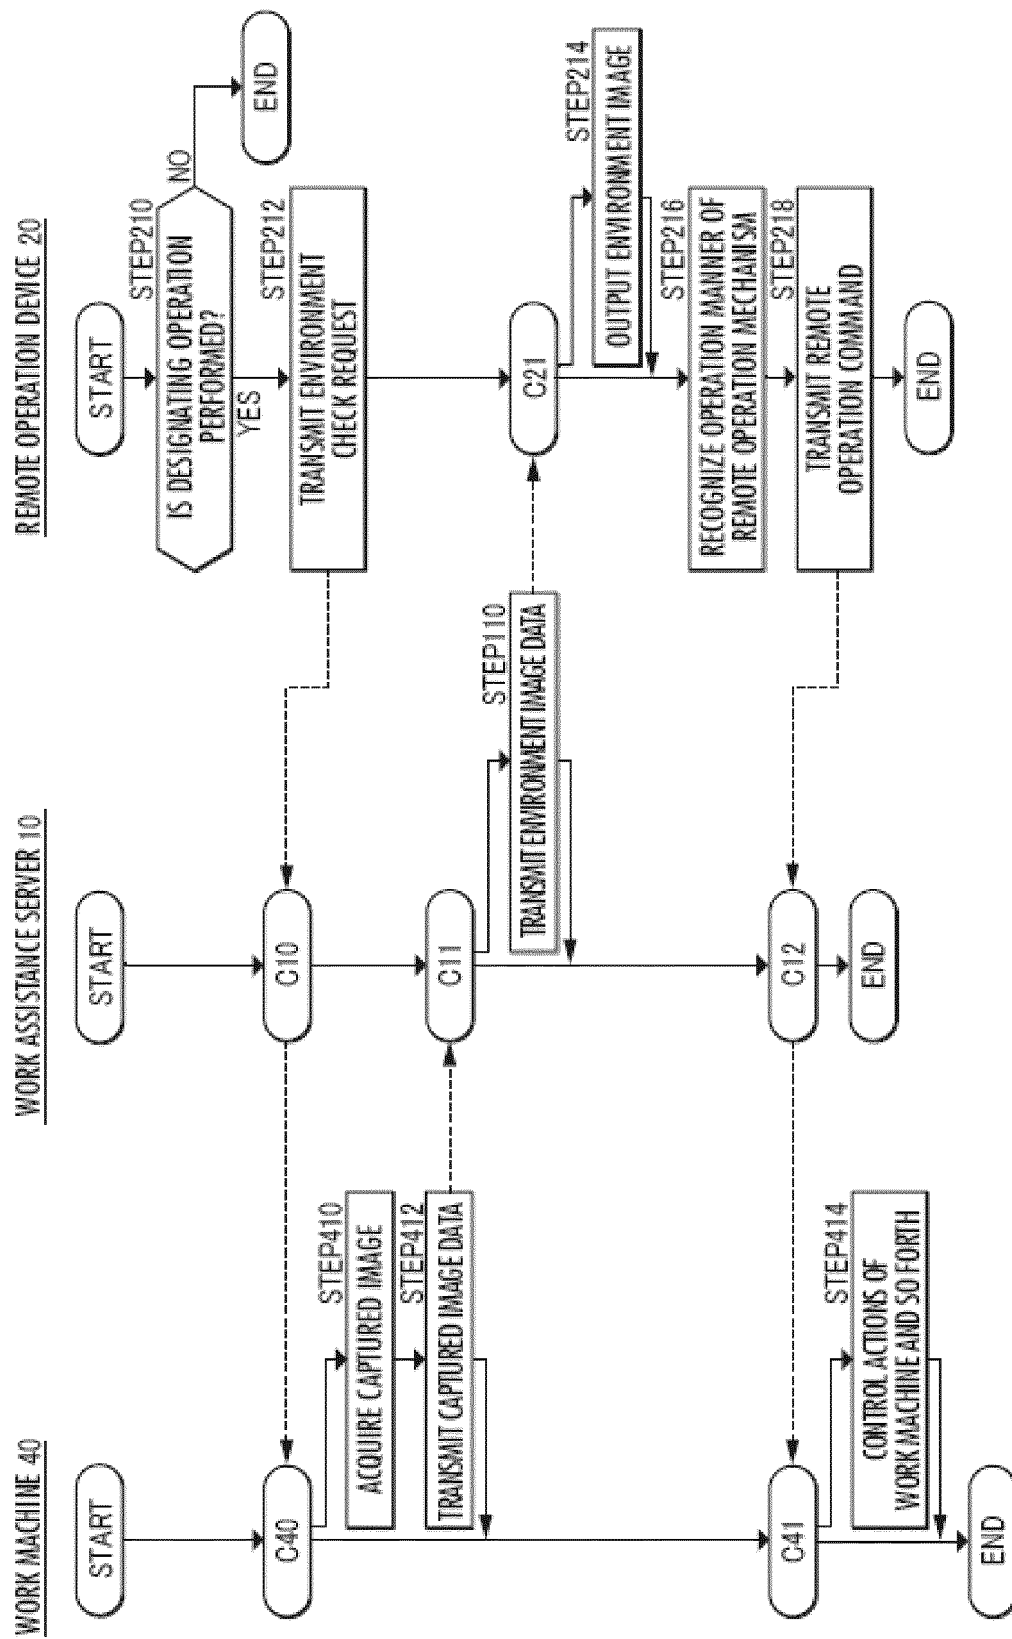 REMOTE OPERATION DEVICE 20
START
STEP210
IS DESIGNATING OPERATION
PERFORMED?
NO
END
YES
STEP212
TRANSMIT ENVIRONMENT
CHECK REQUEST
C21
STEP214
OUTPUT ENVIRONMENT IMAGE
STEP216
RECOGNIZE OPERATION MANNER OF
REMOTE OPERATION MECHANISM
STEP218
TRANSMIT REMOTE
OPERATION COMMAND
END
WORK ASSISTANCE SERVER 10
START
C10
C11
STEP110
TRANSMIT ENVIRONMENT IMAGE DATA
C12
END
WORK MACHINE 40
START
C40
STEP410
ACQUIRE CAPTURED IMAGE
STEP412
TRANSMIT CAPTURED IMAGE DATA
C41
STEP414
CONTROL ACTIONS OF
WORK MACHINE AND SO FORTH
END